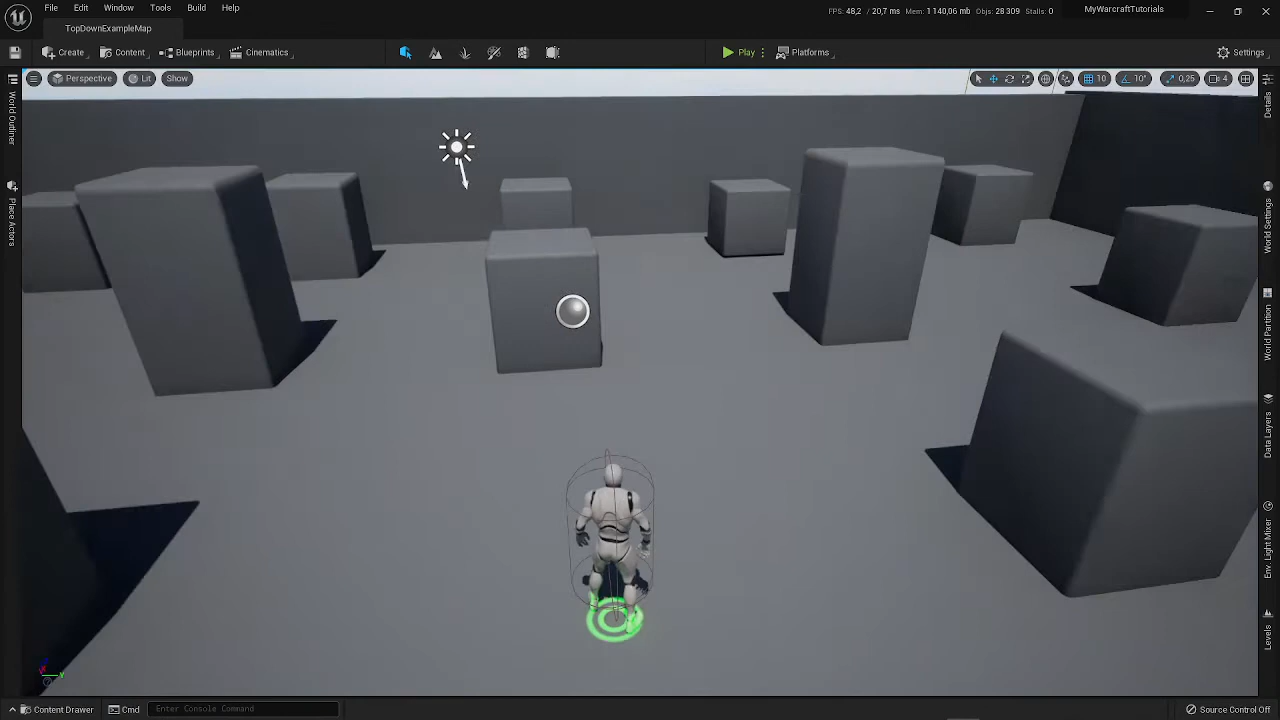 File Edit Window Tools Build Help
FPS: 48,2 / 20,7 ms Mem: 1 140,06 mb Objs: 28 309 Stalls: 0
MyWarcraftTutorials
TopDownExampleMap
Create Content Blueprints Cinematics Play Platforms Settings
Perspective Lit Show 10 10° 0,25 4
World Outliner
Place Actors
Details
World Settings
World Partition
Data Layers
Env. Light Mixer
Levels
Content Drawer Cmd Enter Console Command Source Control Off